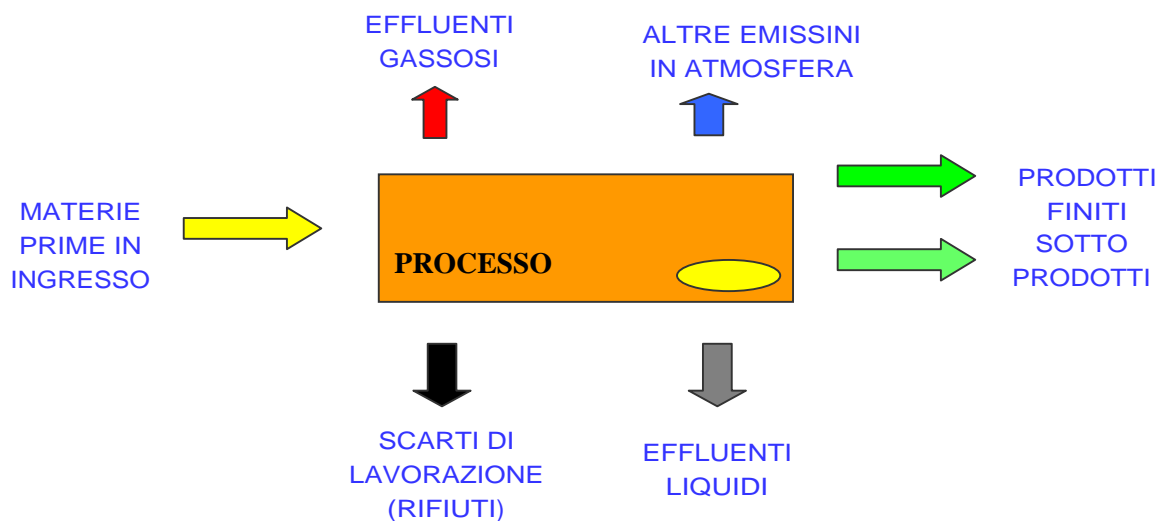 EFFLUENTI
GASSOSI
ALTRE EMISSINI
IN ATMOSFERA
MATERIE
PRIME IN
INGRESSO
PROCESSO
PRODOTTI
FINITI
SOTTO
PRODOTTI
SCARTI DI
LAVORAZIONE
(RIFIUTI)
EFFLUENTI
LIQUIDI